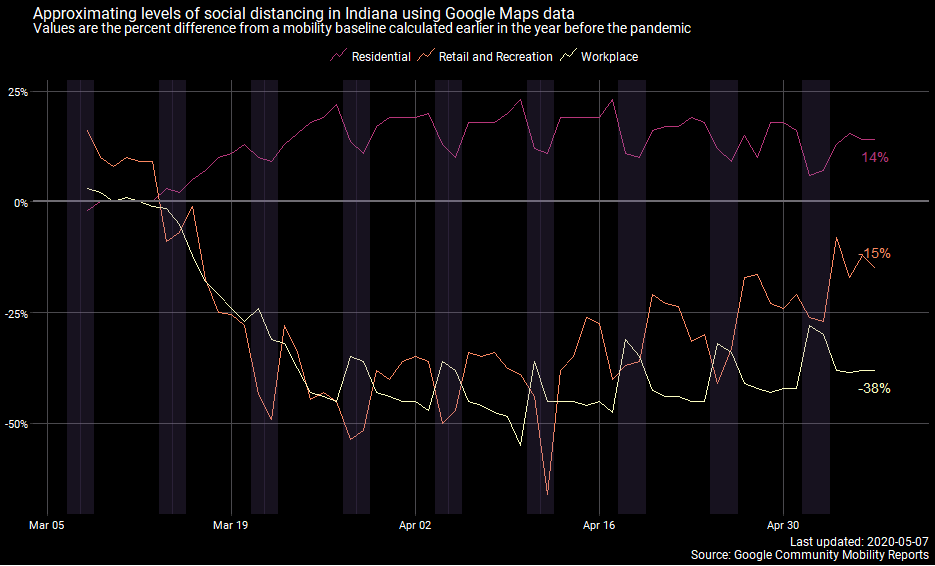 Approximating levels of social distancing in Indiana using Google Maps data
Values are the percent difference from a mobility baseline calculated earlier in the year before the pandemic
Residential Retail and Recreation Workplace
25%
0%
-25%
-50%
14%
-15%
-38%
Mar 05 Mar 19 Apr 02 Apr 16 Apr 30
Last updated: 2020-05-07
Source: Google Community Mobility Reports